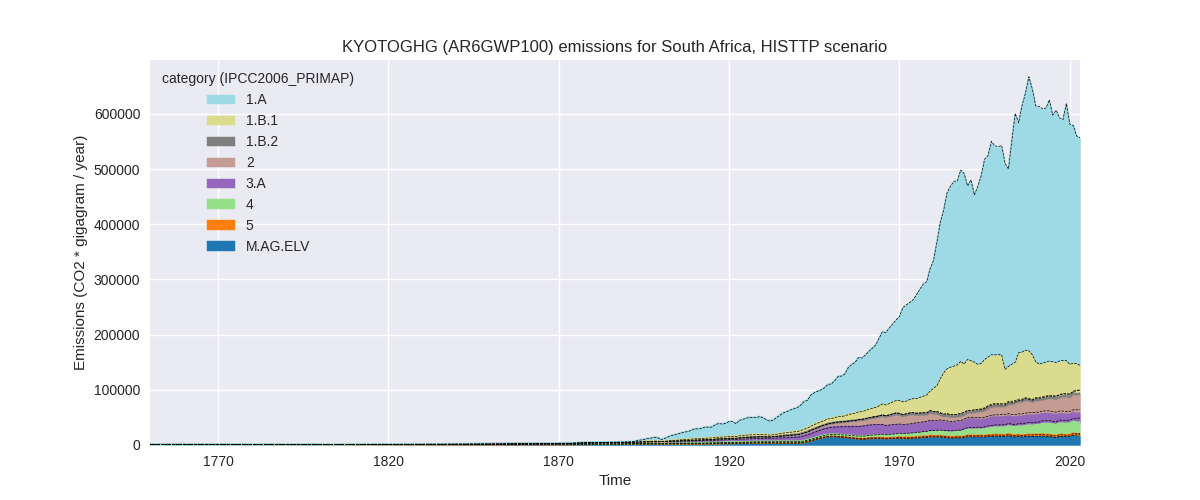 KYOTOGHG (AR6GWP100) emissions for South Africa, HISTTP scenario
category (IPCC2006_PRIMAP)
1.A
1.B.1
1.B.2
2
3.A
4
5
M.AG.ELV
Emissions (CO2 * gigagram / year)
600000
500000
400000
300000
200000
100000
0
1770
1820
1870
1920
1970
2020
Time